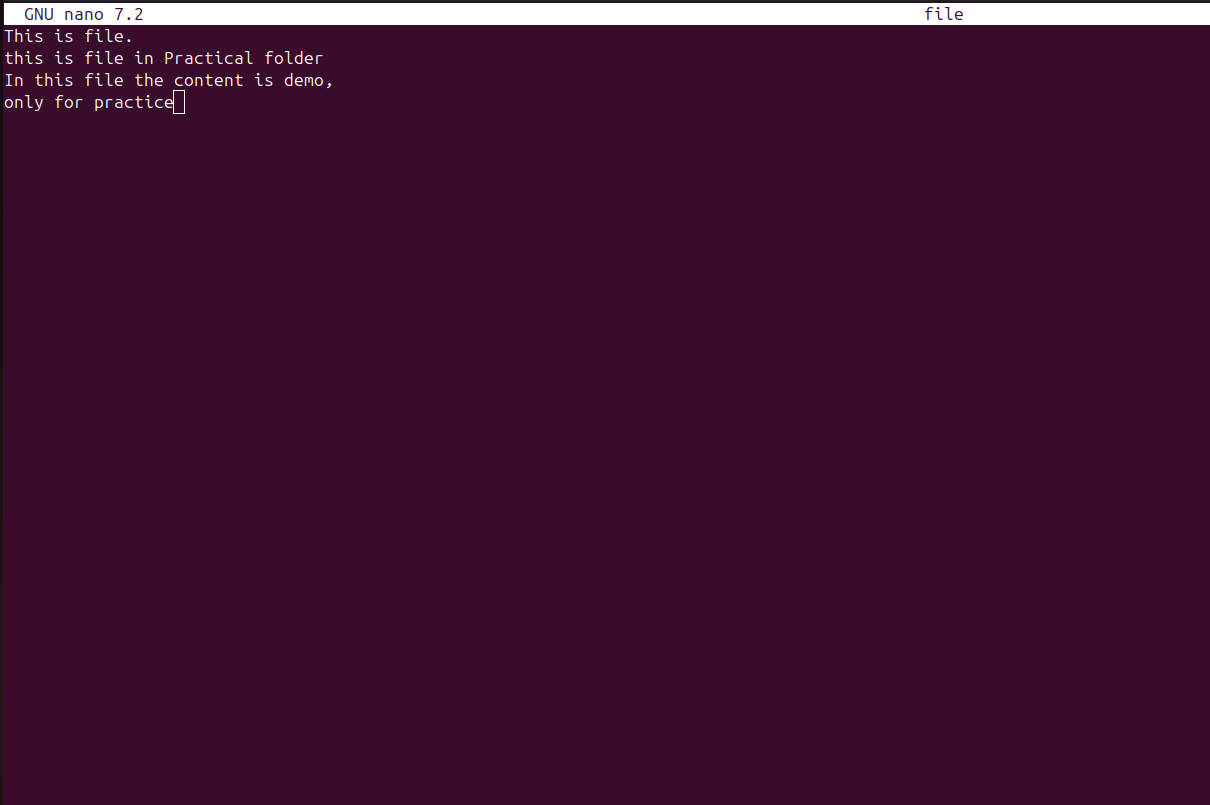 GNU nano 7.2 file
This is file.
this is file in Practical folder
In this file the content is demo,
only for practice